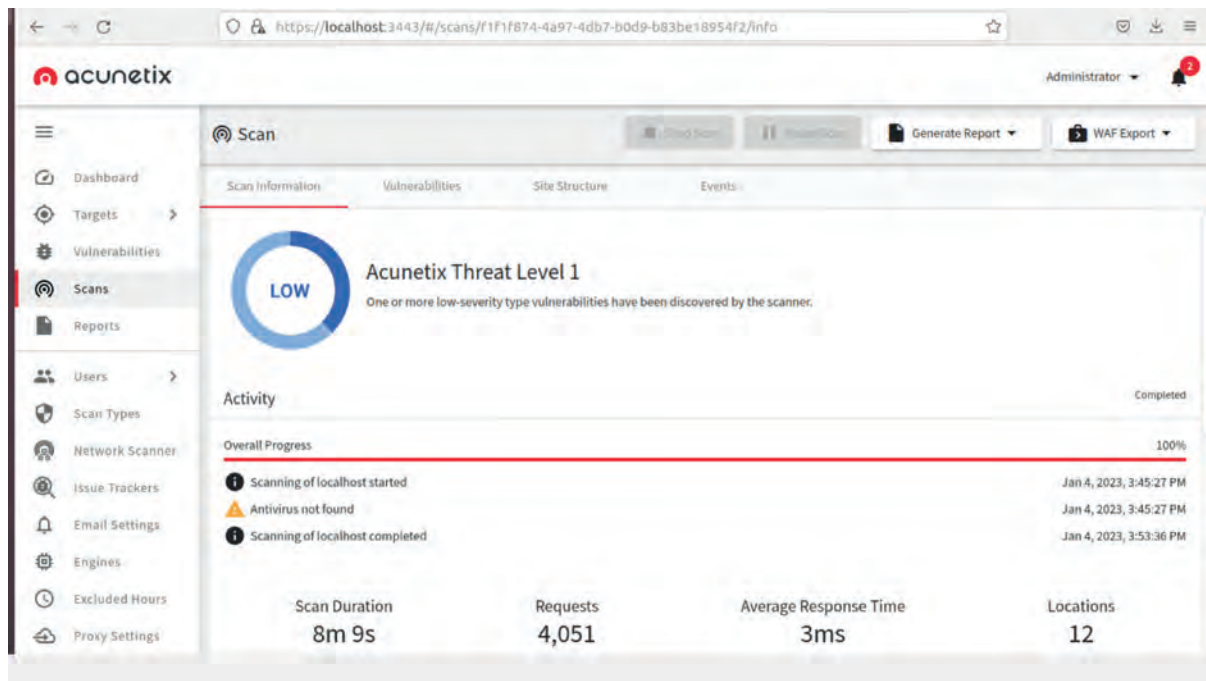 https://localhost:3443/#/scans/f1f1f874-4a97-4db7-b0d9-b83be18954f2/info
acunetix
Administrator
2
Scan
Generate Report
WAF Export
Dashboard
Targets
Vulnerabilities
Scans
Reports
Users
Scan Types
Network Scanner
Issue Trackers
Email Settings
Engines
Excluded Hours
Proxy Settings
Scan Information Vulnerabilities Site Structure Events
LOW
Acunetix Threat Level 1
One or more low-severity type vulnerabilities have been discovered by the scanner.
Activity Completed
Overall Progress 100%
Scanning of localhost started Jan 4, 2023, 3:45:27 PM
Antivirus not found Jan 4, 2023, 3:45:27 PM
Scanning of localhost completed Jan 4, 2023, 3:53:36 PM
Scan Duration Requests Average Response Time Locations
8m 9s 4,051 3ms 12